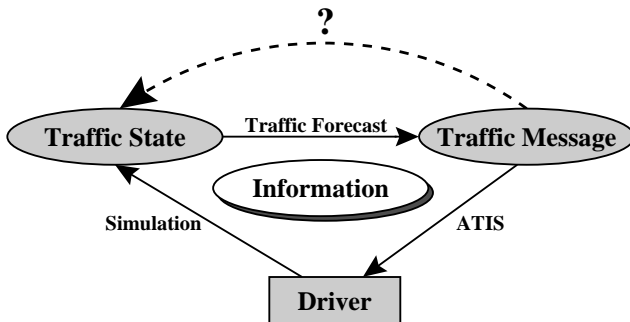 ?
Traffic State
Traffic Forecast
Traffic Message
Information
Simulation
ATIS
Driver